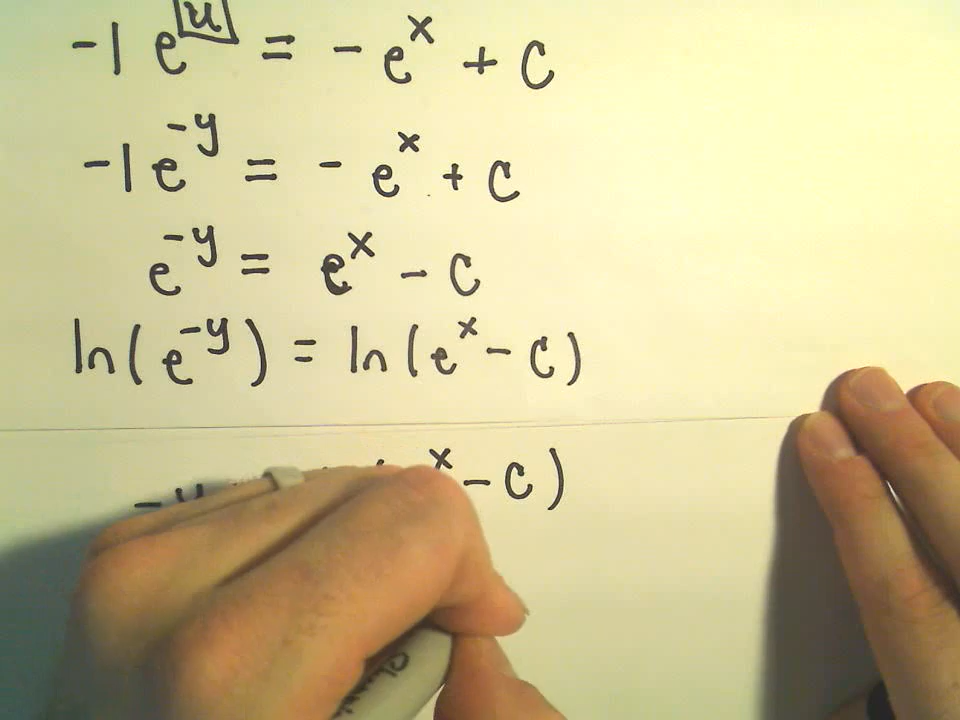 -1 e^u = - e^x + C
-1 e^-y = - e^x + C
e^-y = e^x - C
ln(e^-y) = ln(e^x - C)
-y x - C)